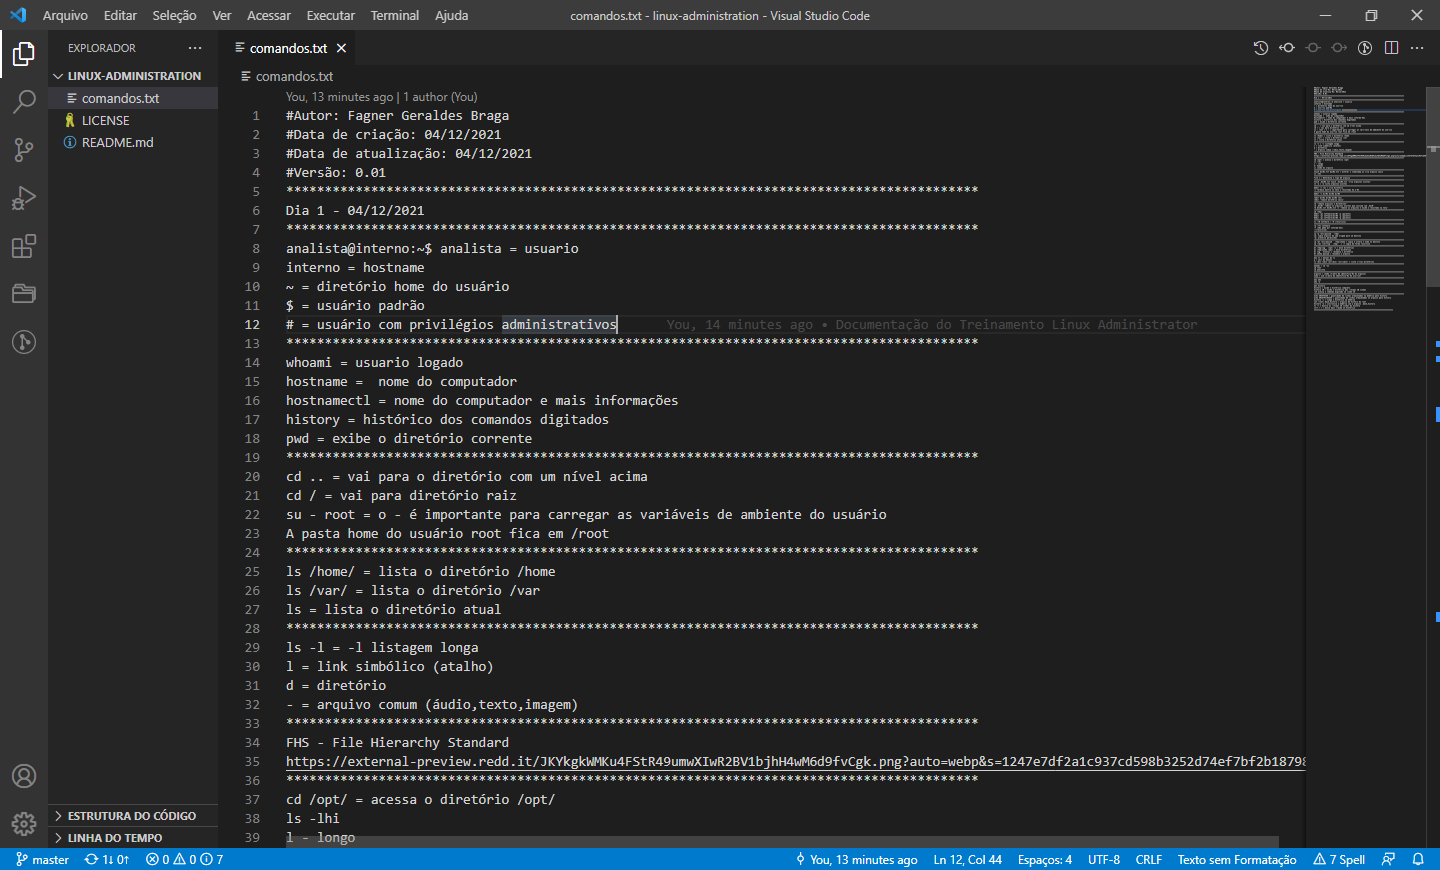 Arquivo Editar Seleção Ver Acessar Executar Terminal Ajuda
comandos.txt - linux-administration - Visual Studio Code
EXPLORADOR
LINUX-ADMINISTRATION
comandos.txt
LICENSE
README.md
ESTRUTURA DO CÓDIGO
LINHA DO TEMPO
comandos.txt
comandos.txt
You, 13 minutes ago | 1 author (You)
1 #Autor: Fagner Geraldes Braga
2 #Data de criação: 04/12/2021
3 #Data de atualização: 04/12/2021
4 #Versão: 0.01
5 ******************************************************************************************
6 Dia 1 - 04/12/2021
7 ******************************************************************************************
8 analista@interno:~$ analista = usuario
9 interno = hostname
10 ~ = diretório home do usuário
11 $ = usuário padrão
12 # = usuário com privilégios administrativos You, 14 minutes ago • Documentação do Treinamento Linux Administrator
13 ******************************************************************************************
14 whoami = usuario logado
15 hostname =  nome do computador
16 hostnamectl = nome do computador e mais informações
17 history = histórico dos comandos digitados
18 pwd = exibe o diretório corrente
19 ******************************************************************************************
20 cd .. = vai para o diretório com um nível acima
21 cd / = vai para diretório raiz
22 su - root = o - é importante para carregar as variáveis de ambiente do usuário
23 A pasta home do usuário root fica em /root
24 ******************************************************************************************
25 ls /home/ = lista o diretório /home
26 ls /var/ = lista o diretório /var
27 ls = lista o diretório atual
28 ******************************************************************************************
29 ls -l = -l listagem longa
30 l = link simbólico (atalho)
31 d = diretório
32 - = arquivo comum (áudio,texto,imagem)
33 ******************************************************************************************
34 FHS - File Hierarchy Standard
35 https://external-preview.redd.it/JKYkgkWMKu4FStR49umwXIwR2BV1bjhH4wM6d9fvCgk.png?auto=webp&s=1247e7df2a1c937cd598b3252d74ef7bf2b18798
36 ******************************************************************************************
37 cd /opt/ = acessa o diretório /opt/
38 ls -lhi
39 l - longo
master 1↓ 0↑ 0 0 7
You, 13 minutes ago Ln 12, Col 44 Espaços: 4 UTF-8 CRLF Texto sem Formatação 7 Spell